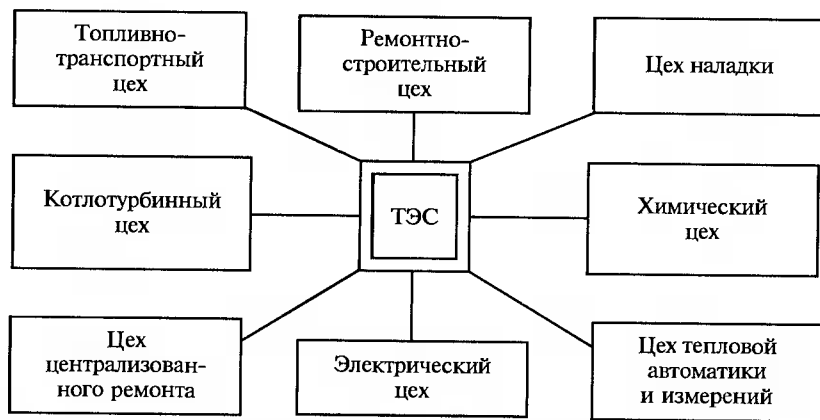 Топливно-
транспортный
цех
Ремонтно-
строительный
цех
Цех наладки
Котлотурбинный
цех
ТЭС
Химический
цех
Цех
централизован-
ного ремонта
Электрический
цех
Цех тепловой
автоматики
и измерений